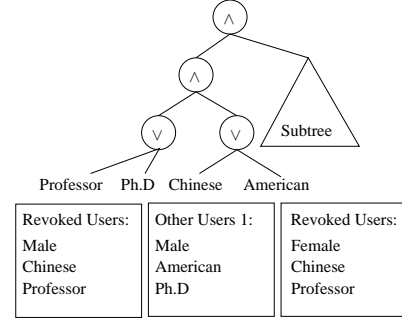 ∧
∧
∨ ∨ Subtree
Professor Ph.D Chinese American
Revoked Users:
Male
Chinese
Professor
Other Users 1:
Male
American
Ph.D
Revoked Users:
Female
Chinese
Professor